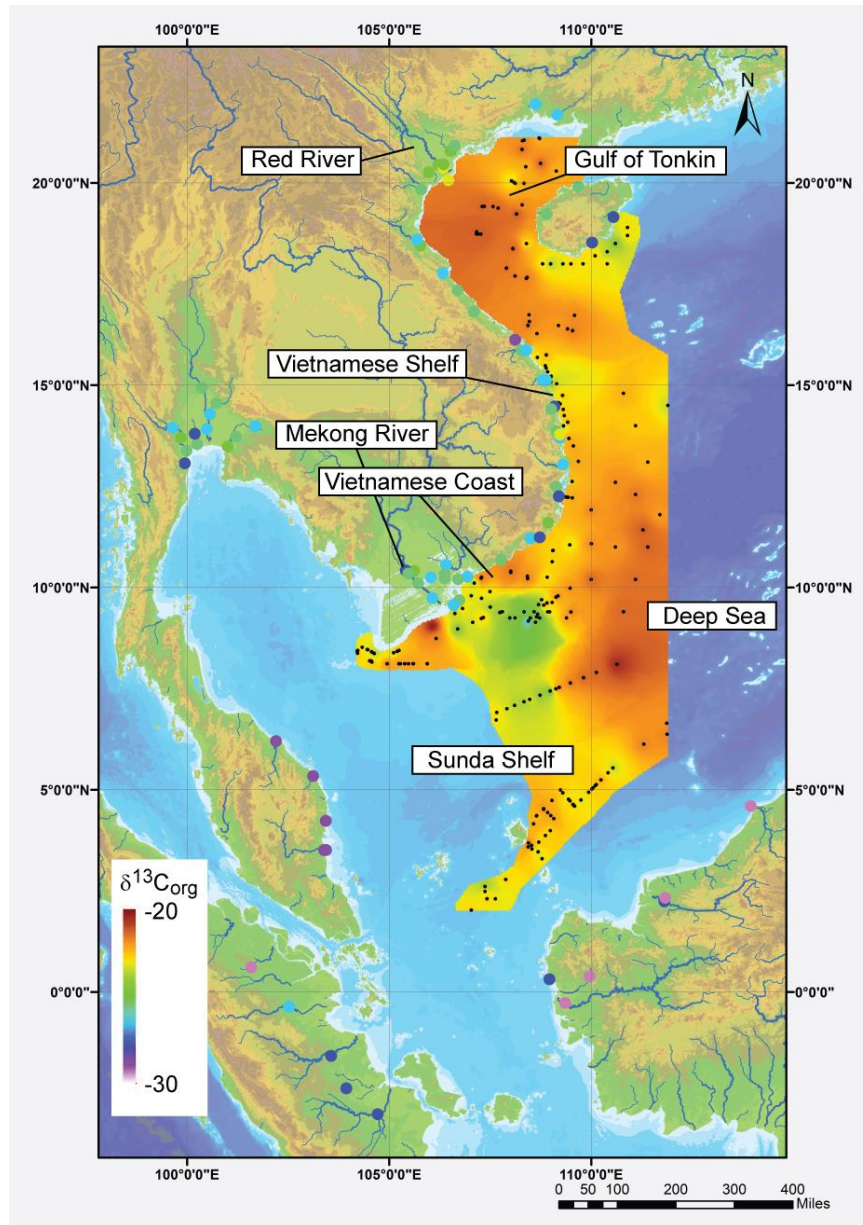 100°0'0"E 105°0'0"E 110°0'0"E
N
Red River
Gulf of Tonkin
20°0'0"N 20°0'0"N
Vietnamese Shelf
15°0'0"N 15°0'0"N
Mekong River
Vietnamese Coast
10°0'0"N 10°0'0"N
Deep Sea
Sunda Shelf
5°0'0"N 5°0'0"N
δ13Corg
-20
-30
0°0'0" 0°0'0"
100°0'0"E 105°0'0"E 110°0'0"E
0 50 100 200 300 400
Miles